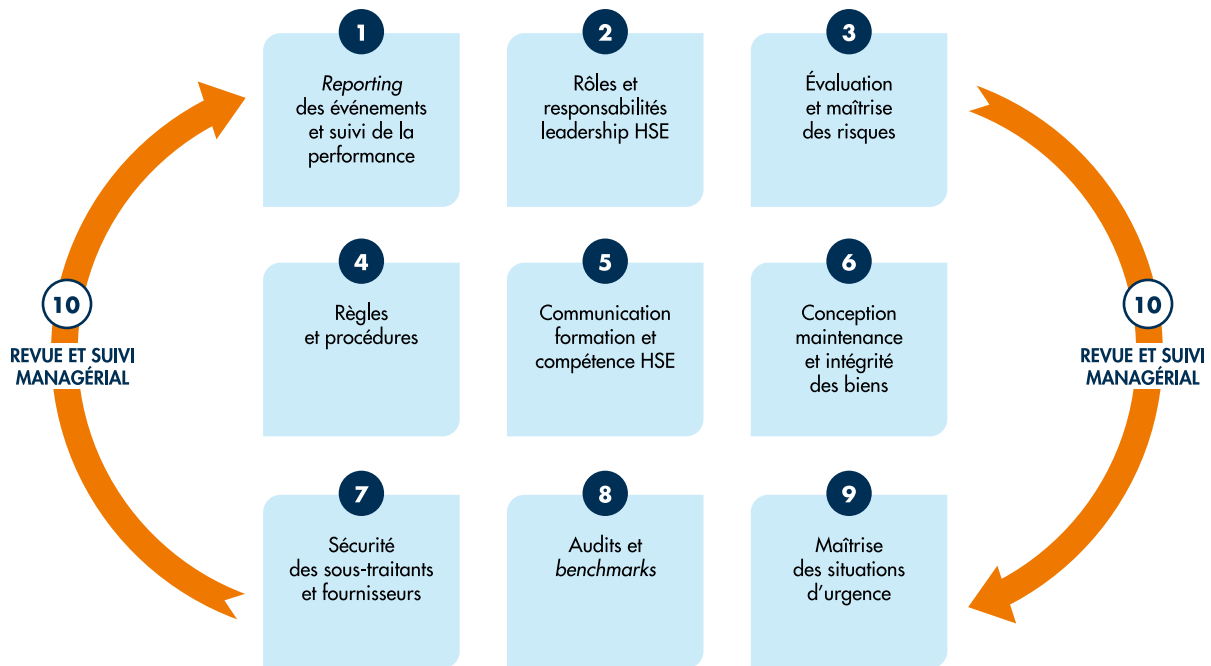 1
Reporting
des événements
et suivi de la
performance
2
Rôles et
responsabilités
leadership HSE
3
Évaluation
et maîtrise
des risques
4
Règles
et procédures
5
Communication
formation et
compétence HSE
6
Conception
maintenance
et intégrité
des biens
7
Sécurité
des sous-traitants
et fournisseurs
8
Audits et
benchmarks
9
Maîtrise
des situations
d’urgence
10
REVUE ET SUIVI
MANAGÉRIAL
10
REVUE ET SUIVI
MANAGÉRIAL